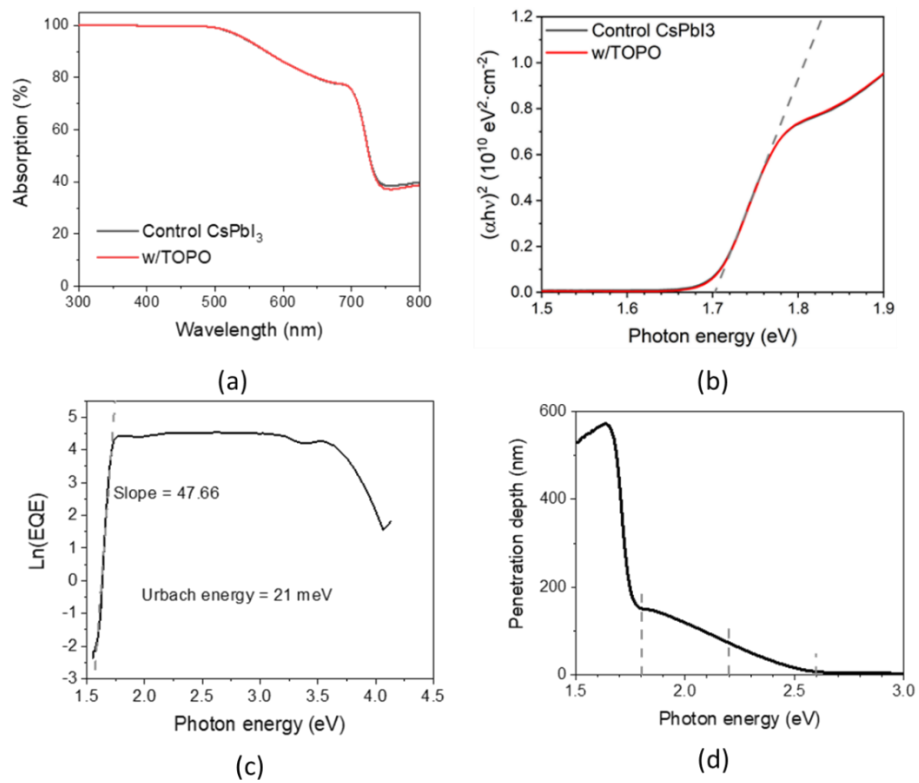 100
80
60
40
20
0
Absorption (%)
Control CsPbI₃
w/TOPO
300 400 500 600 700 800
Wavelength (nm)
(a)
1.2
1.0
0.8
0.6
0.4
0.2
0.0
(αhν)² (10¹⁰ eV²·cm⁻²)
Control CsPbI3
w/TOPO
1.5 1.6 1.7 1.8 1.9
Photon energy (eV)
(b)
5
4
3
2
1
0
-1
-2
-3
Ln(EQE)
Slope = 47.66
Urbach energy = 21 meV
1.5 2.0 2.5 3.0 3.5 4.0 4.5
Photon energy (eV)
(c)
600
400
200
0
Penetration depth (nm)
1.5 2.0 2.5 3.0
Photon energy (eV)
(d)